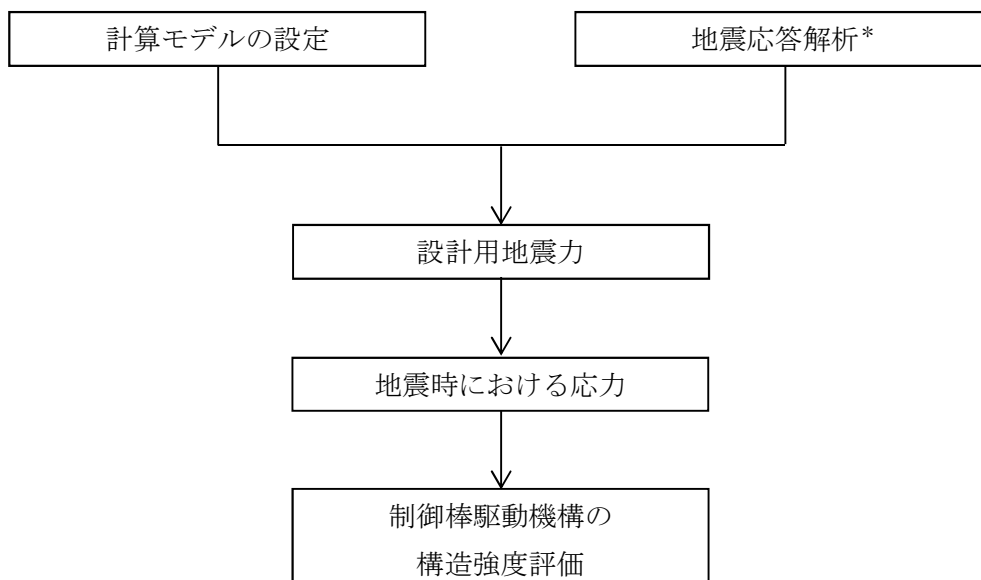 計算モデルの設定
地震応答解析*
設計用地震力
地震時における応力
制御棒駆動機構の
構造強度評価